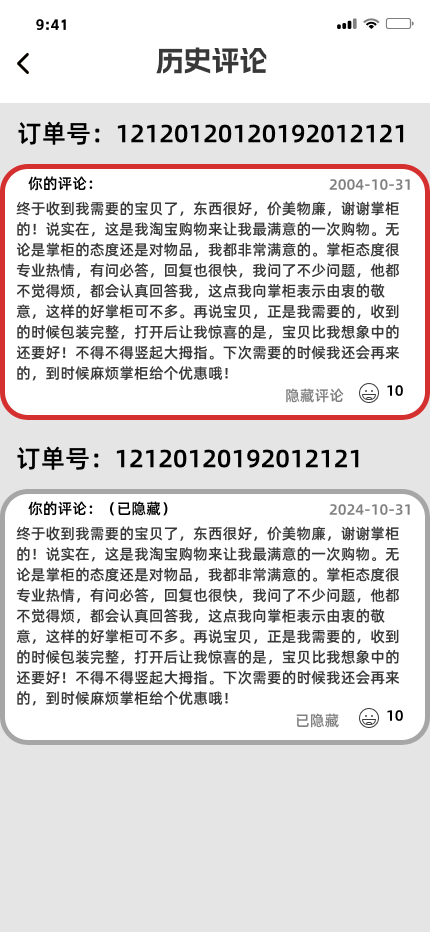 9:41
历史评论
订单号：12120120120192012121
你的评论：
2004-10-31
终于收到我需要的宝贝了，东西很好，价美物廉，谢谢掌柜
的！说实在，这是我淘宝购物来让我最满意的一次购物。无
论是掌柜的态度还是对物品，我都非常满意的。掌柜态度很
专业热情，有问必答，回复也很快，我问了不少问题，他都
不觉得烦，都会认真回答我，这点我向掌柜表示由衷的敬
意，这样的好掌柜可不多。再说宝贝，正是我需要的，收到
的时候包装完整，打开后让我惊喜的是，宝贝比我想象中的
还要好！不得不得竖起大拇指。下次需要的时候我还会再来
的，到时候麻烦掌柜给个优惠哦！
隐藏评论
10
订单号：12120120192012121
你的评论：（已隐藏）
2024-10-31
终于收到我需要的宝贝了，东西很好，价美物廉，谢谢掌柜
的！说实在，这是我淘宝购物来让我最满意的一次购物。无
论是掌柜的态度还是对物品，我都非常满意的。掌柜态度很
专业热情，有问必答，回复也很快，我问了不少问题，他都
不觉得烦，都会认真回答我，这点我向掌柜表示由衷的敬
意，这样的好掌柜可不多。再说宝贝，正是我需要的，收到
的时候包装完整，打开后让我惊喜的是，宝贝比我想象中的
还要好！不得不得竖起大拇指。下次需要的时候我还会再来
的，到时候麻烦掌柜给个优惠哦！
已隐藏
10